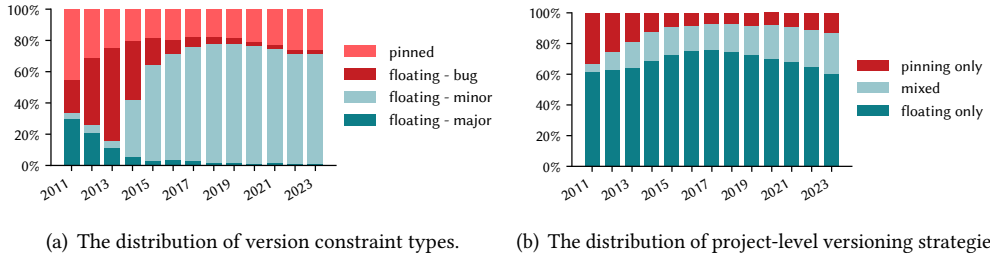 100%
80%
60%
40%
20%
0%
2011
2013
2015
2017
2019
2021
2023
pinned
floating - bug
floating - minor
floating - major
(a) The distribution of version constraint types.
100%
80%
60%
40%
20%
0%
2011
2013
2015
2017
2019
2021
2023
pinning only
mixed
floating only
(b) The distribution of project-level versioning strategie